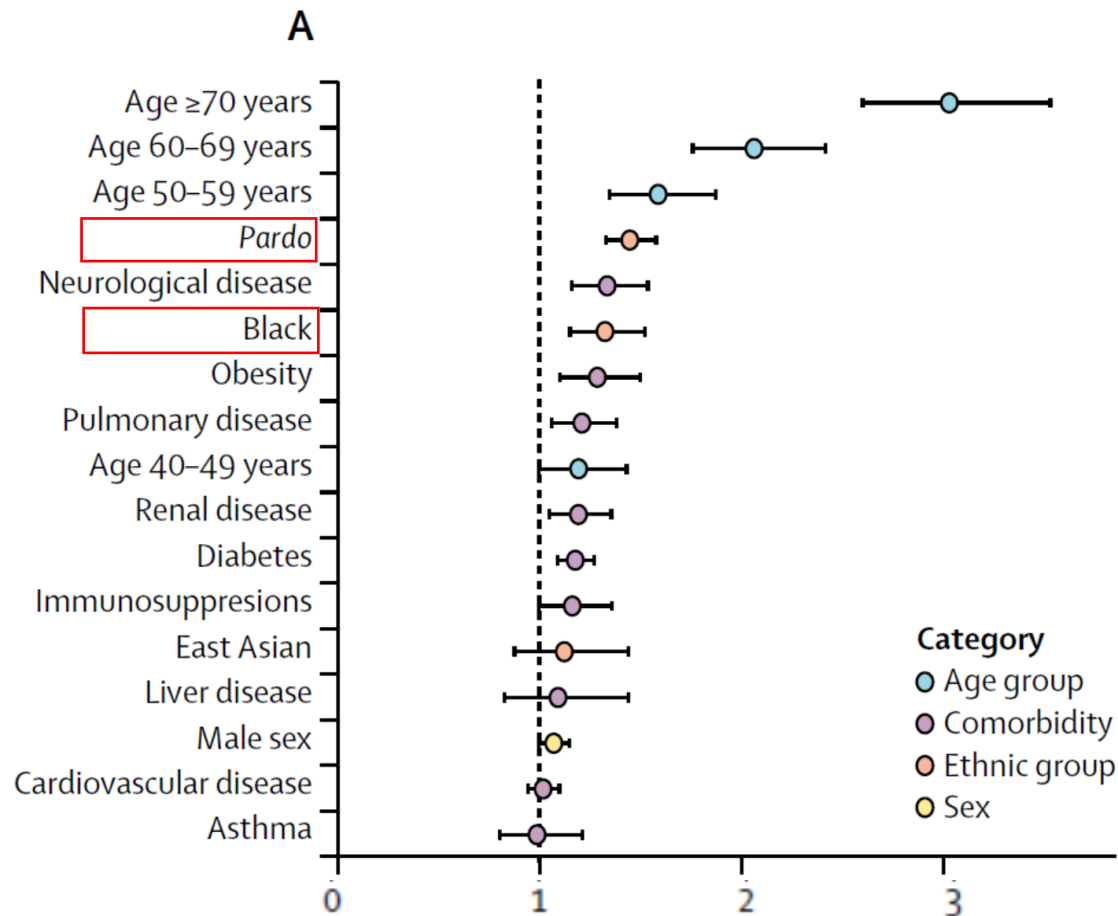 A
Age ≥70 years
Age 60–69 years
Age 50–59 years
Pardo
Neurological disease
Black
Obesity
Pulmonary disease
Age 40–49 years
Renal disease
Diabetes
Immunosuppresions
East Asian
Liver disease
Male sex
Cardiovascular disease
Asthma
Category
Age group
Comorbidity
Ethnic group
Sex
0 1 2 3